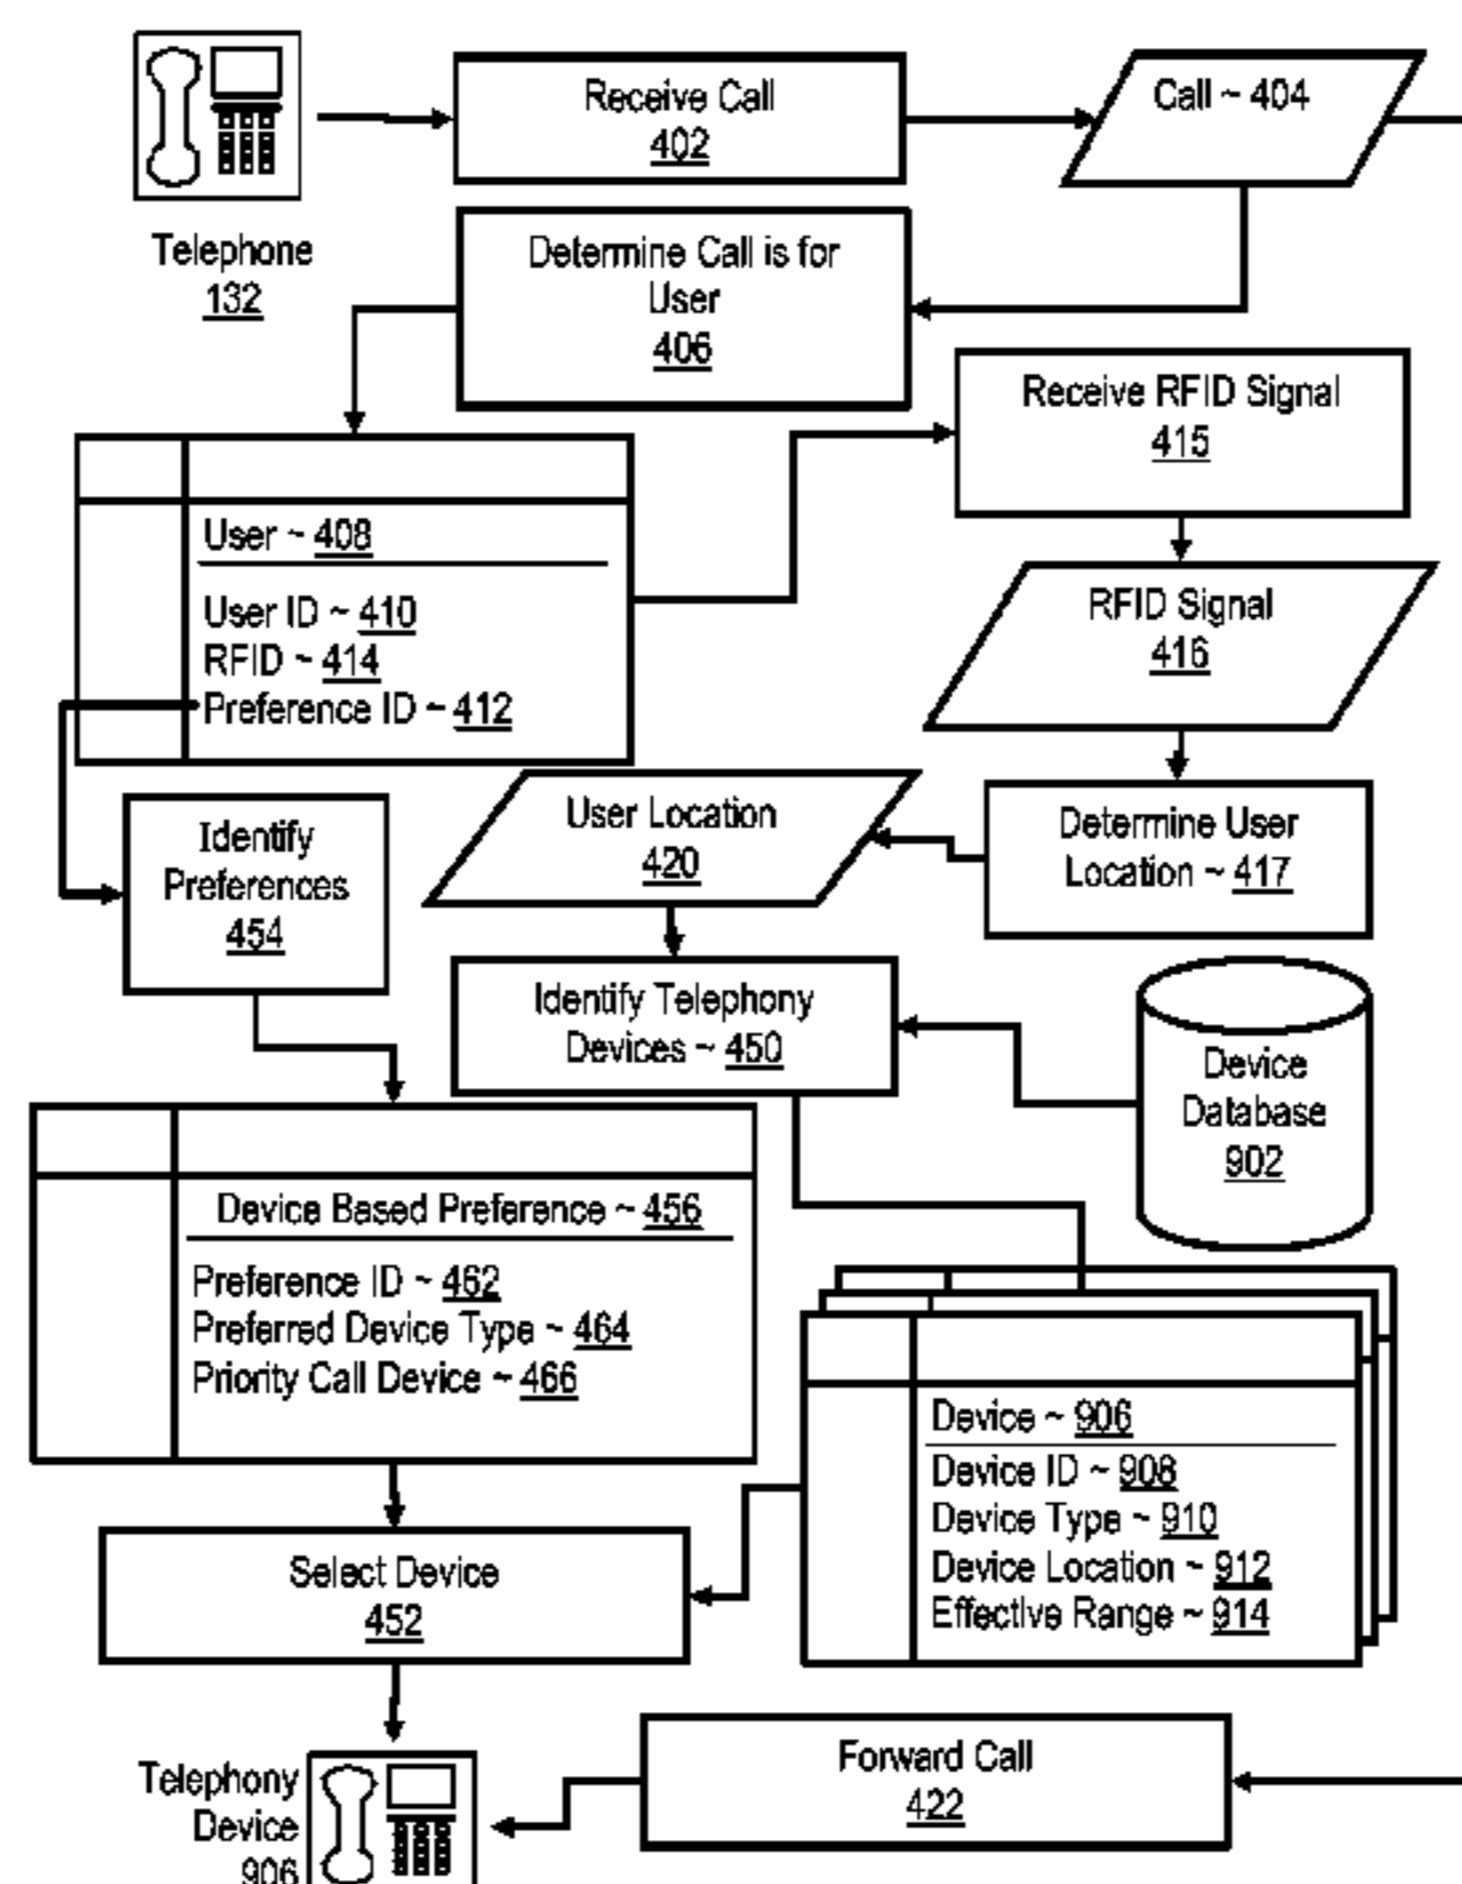 Receive Call
402
Call ~ 404
Telephone
132
Determine Call is for
User
406
Receive RFID Signal
415
User ~ 408
User ID ~ 410
RFID ~ 414
Preference ID ~ 412
RFID Signal
416
User Location
420
Determine User
Location ~ 417
Identify
Preferences
454
Identify Telephony
Devices ~ 450
Device
Database
902
Device Based Preference ~ 456
Preference ID ~ 462
Preferred Device Type ~ 464
Priority Call Device ~ 466
Device ~ 906
Device ID ~ 908
Device Type ~ 910
Device Location ~ 912
Effective Range ~ 914
Select Device
452
Forward Call
422
Telephony
Device
906